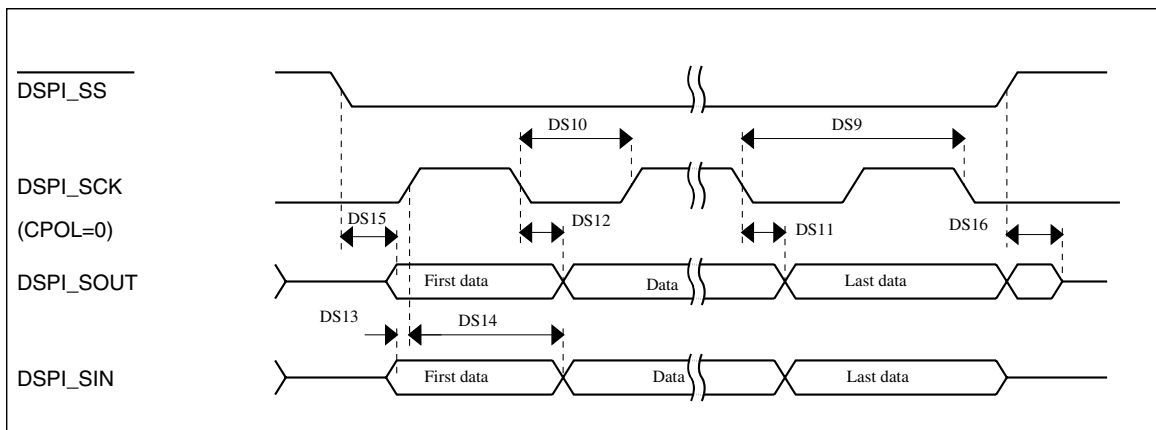 DSPI_SS
DS10
DS9
DSPI_SCK
(CPOL=0)
DS15
DS12
DS11
DS16
DSPI_SOUT
First data
Data
Last data
DS13
DS14
DSPI_SIN
First data
Data
Last data